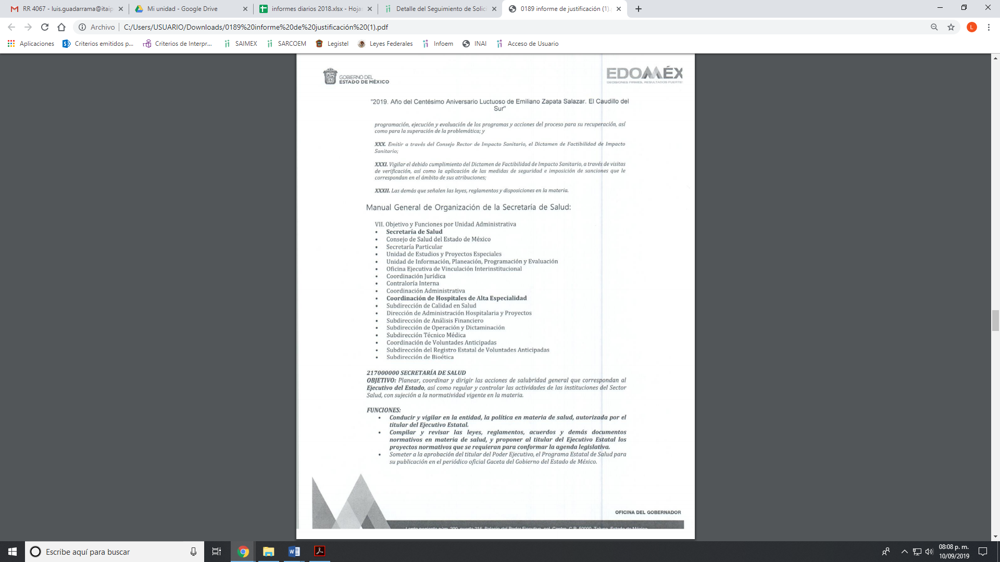 RR 4067 - luis.guadarrama@itaip
Mi unidad - Google Drive
informes diarios 2018.xlsx - Hoja
Detalle del Seguimiento de Solici
0189 informe de justificación (1).
Archivo
C:/Users/USUARIO/Downloads/0189%20informe%20de%20justificación%20(1).pdf
L
Aplicaciones
Criterios emitidos p...
Criterios de Interpr...
SAIMEX
SARCOEM
Legistel
Leyes Federales
Infoem
INAI
Acceso de Usuario
GOBIERNO DEL
ESTADO DE MÉXICO
EDOMÉX
DECISIONES FIRMES, RESULTADOS FUERTES
"2019. Año del Centésimo Aniversario Luctuoso de Emiliano Zapata Salazar. El Caudillo del
Sur"
programación, ejecución y evaluación de los programas y acciones del proceso para su recuperación, así
como para la superación de la problemática; y
XXX. Emitir a través del Consejo Rector de Impacto Sanitario, el Dictamen de Factibilidad de Impacto
Sanitario;
XXXI. Vigilar el debido cumplimiento del Dictamen de Factibilidad de Impacto Sanitario, a través de visitas
de verificación, así como la aplicación de las medidas de seguridad e imposición de sanciones que le
correspondan en el ámbito de sus atribuciones;
XXXII. Las demás que señalen las leyes, reglamentos y disposiciones en la materia.
Manual General de Organización de la Secretaría de Salud:
VII. Objetivo y Funciones por Unidad Administrativa
• Secretaría de Salud
• Consejo de Salud del Estado de México
• Secretaría Particular
• Unidad de Estudios y Proyectos Especiales
• Unidad de Información, Planeación, Programación y Evaluación
• Oficina Ejecutiva de Vinculación Interinstitucional
• Coordinación Jurídica
• Contraloría Interna
• Coordinación Administrativa
• Coordinación de Hospitales de Alta Especialidad
• Subdirección de Calidad en Salud
• Dirección de Administración Hospitalaria y Proyectos
• Subdirección de Análisis Financiero
• Subdirección de Operación y Dictaminación
• Subdirección Técnico Médica
• Coordinación de Voluntades Anticipadas
• Subdirección del Registro Estatal de Voluntades Anticipadas
• Subdirección de Bioética
217000000 SECRETARÍA DE SALUD
OBJETIVO: Planear, coordinar y dirigir las acciones de salubridad general que correspondan al
Ejecutivo del Estado, así como regular y controlar las actividades de las instituciones del Sector
Salud, con sujeción a la normatividad vigente en la materia.
FUNCIONES:
• Conducir y vigilar en la entidad, la política en materia de salud, autorizada por el
titular del Ejecutivo Estatal.
• Compilar y revisar las leyes, reglamentos, acuerdos y demás documentos
normativos en materia de salud, y proponer al titular del Ejecutivo Estatal los
proyectos normativos que se requieran para conformar la agenda legislativa.
• Someter a la aprobación del titular del Poder Ejecutivo, el Programa Estatal de Salud para
su publicación en el periódico oficial Gaceta del Gobierno del Estado de México.
OFICINA DEL GOBERNADOR
Lerdo poniente núm. 300, puerta 216, Palacio del Poder Ejecutivo, col. Centro, C.P. 50000, Toluca, Estado de México
Escribe aquí para buscar
08:08 p. m.
10/09/2019